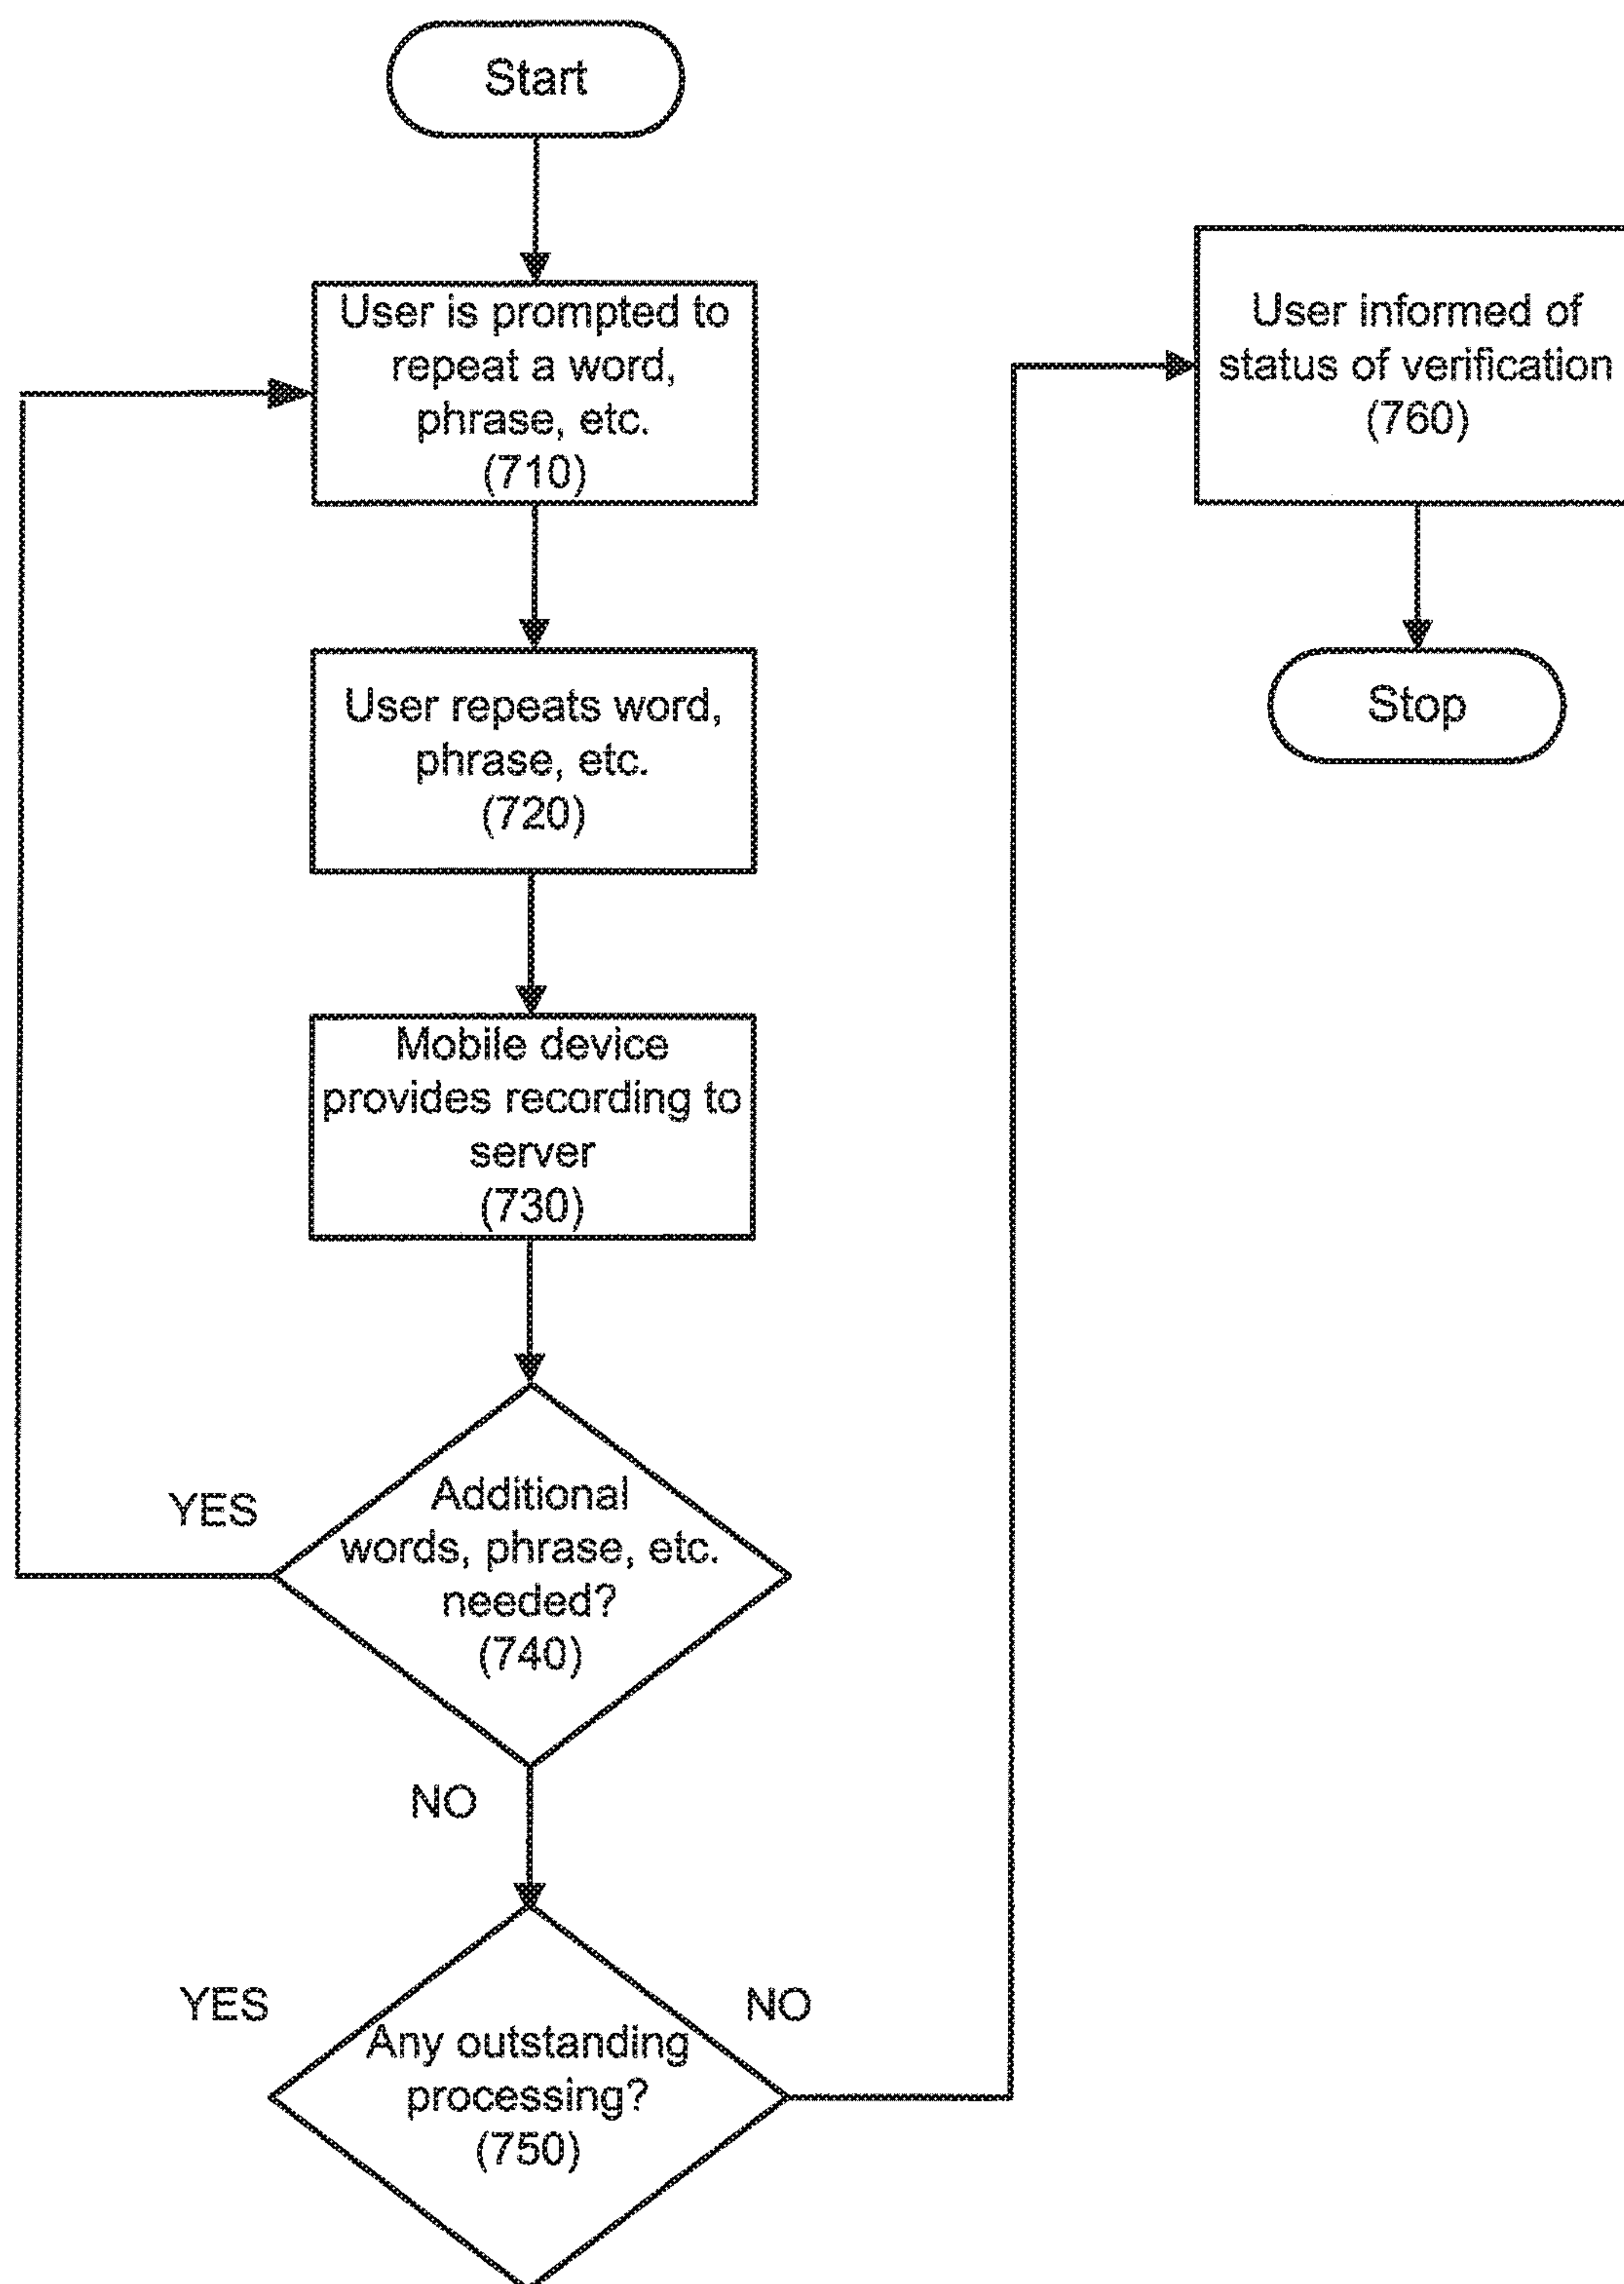 Start
User is prompted to
repeat a word,
phrase, etc.
(710)
User repeats word,
phrase, etc.
(720)
Mobile device
provides recording to
server
(730)
YES
Additional
words, phrase, etc.
needed?
(740)
NO
YES
NO
Any outstanding
processing?
(750)
User informed of
status of verification
(760)
Stop